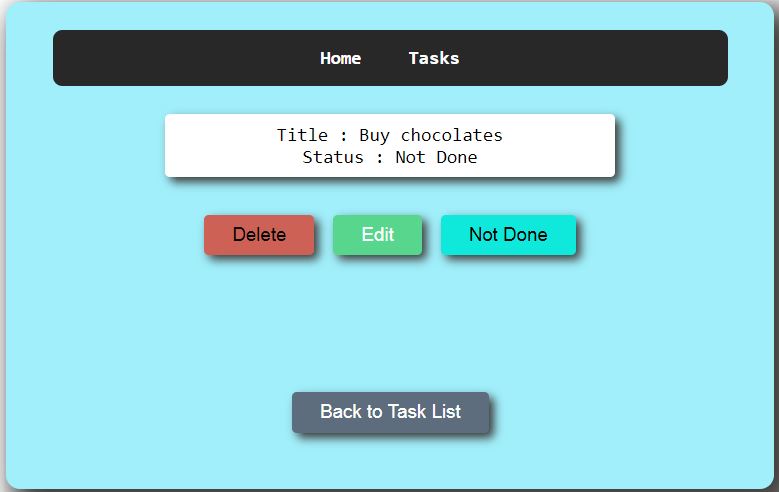 Home Tasks
Title : Buy chocolates
Status : Not Done
Delete Edit Not Done
Back to Task List